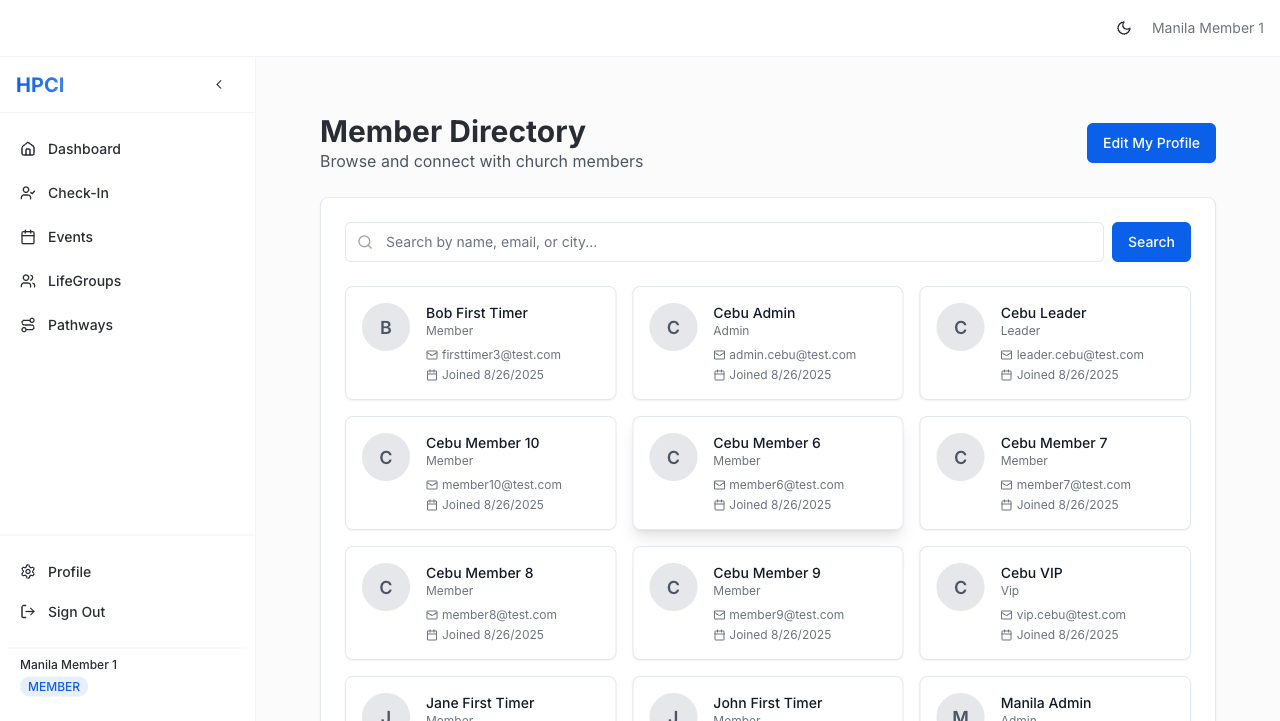 Manila Member 1
HPCI
Dashboard
Check-In
Events
LifeGroups
Pathways
Profile
Sign Out
Manila Member 1
MEMBER
Member Directory
Browse and connect with church members
Edit My Profile
Search by name, email, or city...
Search
B
Bob First Timer
Member
firsttimer3@test.com
Joined 8/26/2025
C
Cebu Admin
Admin
admin.cebu@test.com
Joined 8/26/2025
C
Cebu Leader
Leader
leader.cebu@test.com
Joined 8/26/2025
C
Cebu Member 10
Member
member10@test.com
Joined 8/26/2025
C
Cebu Member 6
Member
member6@test.com
Joined 8/26/2025
C
Cebu Member 7
Member
member7@test.com
Joined 8/26/2025
C
Cebu Member 8
Member
member8@test.com
Joined 8/26/2025
C
Cebu Member 9
Member
member9@test.com
Joined 8/26/2025
C
Cebu VIP
Vip
vip.cebu@test.com
Joined 8/26/2025
J
Jane First Timer
Member
J
John First Timer
Member
M
Manila Admin
Admin